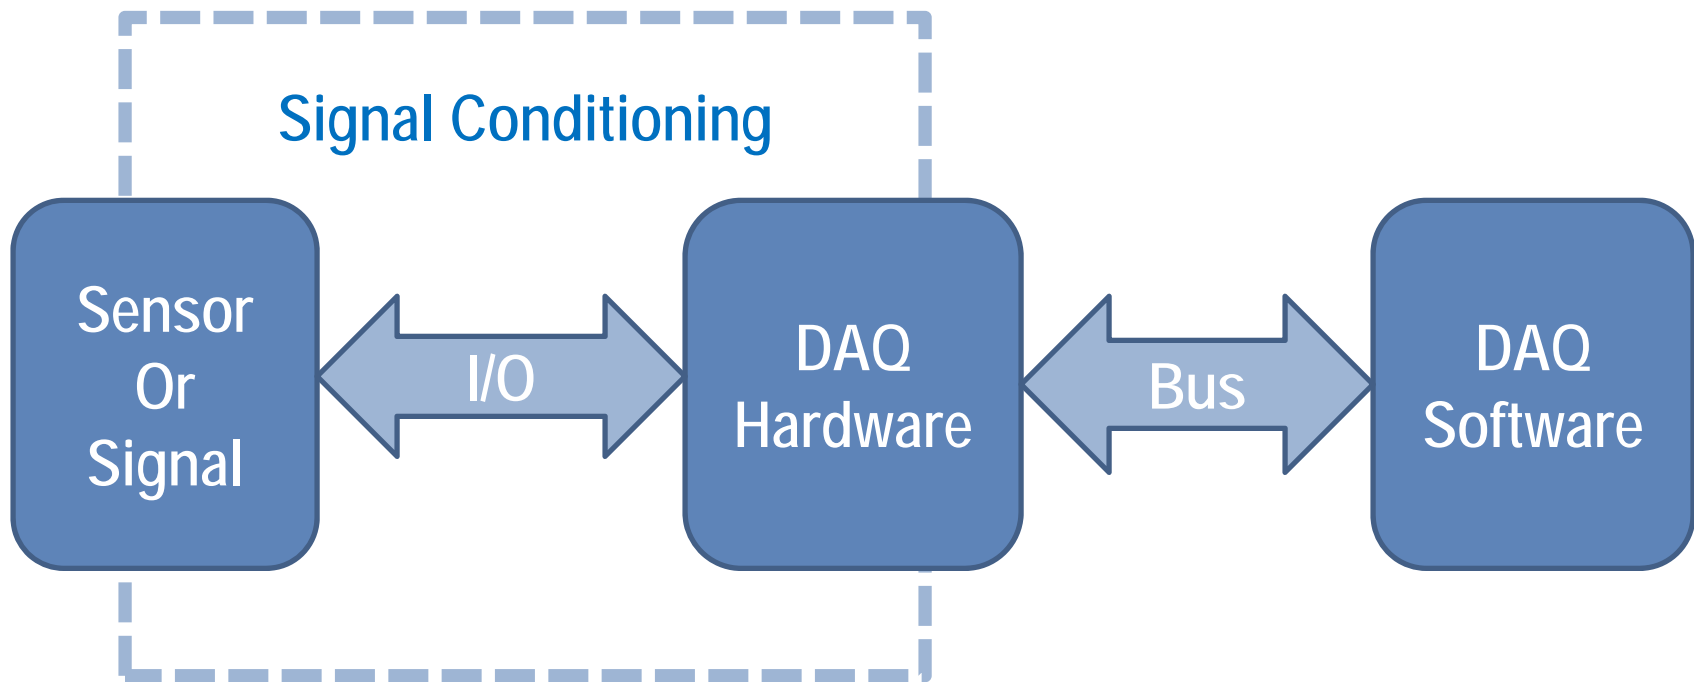 Signal Conditioning
Sensor
Or
Signal
I/O
DAQ
Hardware
Bus
DAQ
Software